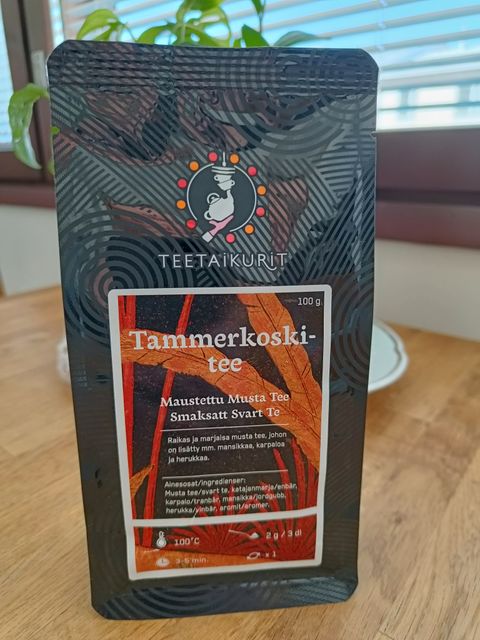 TEETAIKURIT
100 g.
Tammerkoski-
tee
Maustettu Musta Tee
Smaksatt Svart Te
Raikas ja marjaisa musta tee, johon
on lisätty mm. mansikkaa, karpaloa
ja herukkaa.
Ainesosat/ingredienser:
Musta tee/svart te, katajanmarja/enbär,
karpalo/tranbär, mansikka/jordgubb,
herukka/vinbär, aromit/aromer.
100°C 2 g / 3 dl
3-5 min. x 1